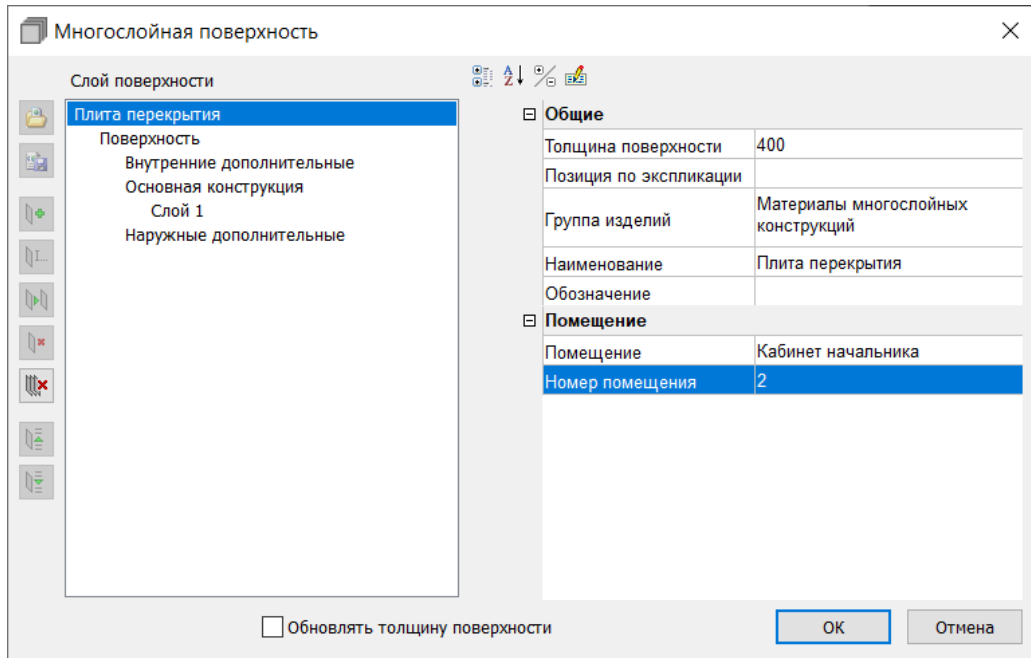 Многослойная поверхность
Слой поверхности
Плита перекрытия
Поверхность
Внутренние дополнительные
Основная конструкция
Слой 1
Наружные дополнительные
Общие
Толщина поверхности 400
Позиция по экспликации
Группа изделий Материалы многослойных
конструкций
Наименование Плита перекрытия
Обозначение
Помещение
Помещение Кабинет начальника
Номер помещения 2
Обновлять толщину поверхности
ОК
Отмена